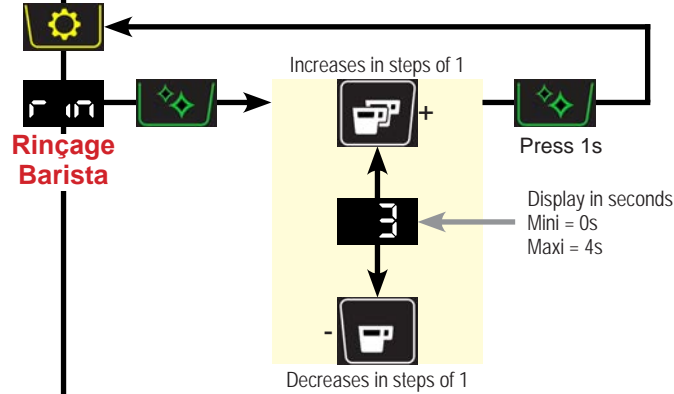 Increases in steps of 1
+
r in
Rinçage
Barista
Press 1s
3
Display in seconds
Mini = 0s
Maxi = 4s
-
Decreases in steps of 1